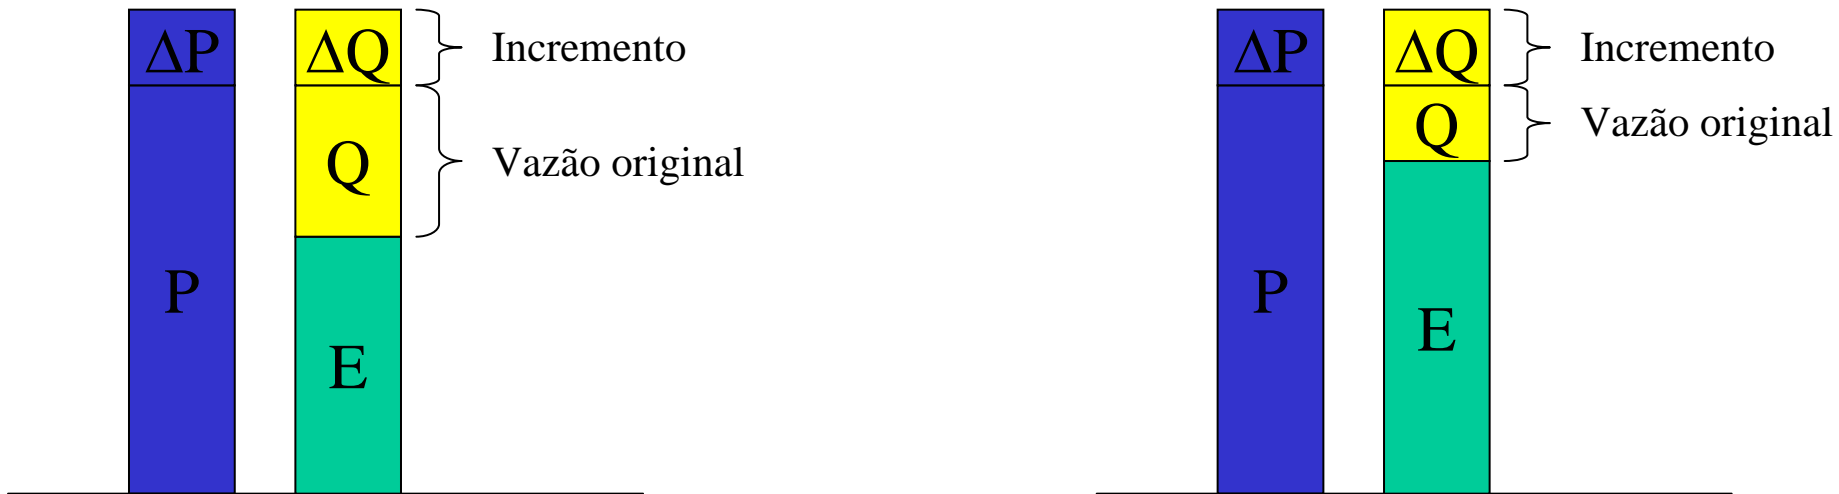 ΔP
ΔQ
Incremento
Q
Vazão original
P
E
ΔP
ΔQ
Incremento
Q
Vazão original
P
E